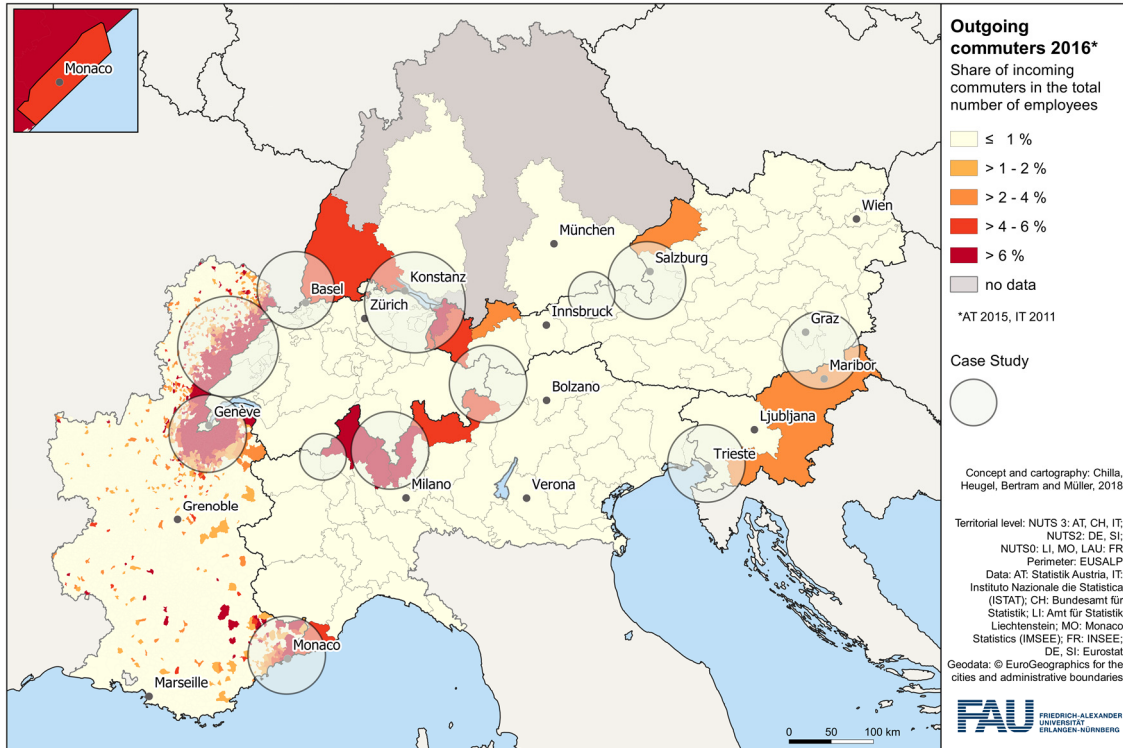 Monaco
München
Wien
Salzburg
Konstanz
Basel
Zürich
Innsbruck
Graz
Bolzano
Maribor
Genève
Ljubljana
Trieste
Milano
Verona
Grenoble
Monaco
Marseille
0 50 100 km
Outgoing
commuters 2016*
Share of incoming
commuters in the total
number of employees
≤ 1 %
> 1 - 2 %
> 2 - 4 %
> 4 - 6 %
> 6 %
no data
*AT 2015, IT 2011
Case Study
Concept and cartography: Chilla,
Heugel, Bertram and Müller, 2018
Territorial level: NUTS 3: AT, CH, IT;
NUTS2: DE, SI;
NUTS0: LI, MO, LAU: FR
Perimeter: EUSALP
Data: AT: Statistik Austria, IT:
Instituto Nazionale die Statistica
(ISTAT); CH: Bundesamt für
Statistik: LI: Amt für Statistik
Liechtenstein; MO: Monaco
Statistics (IMSEE); FR: INSEE;
DE, SI: Eurostat
Geodata: © EuroGeographics for the
cities and administrative boundaries
FAU
FRIEDRICH-ALEXANDER
UNIVERSITÄT
ERLANGEN-NÜRNBERG